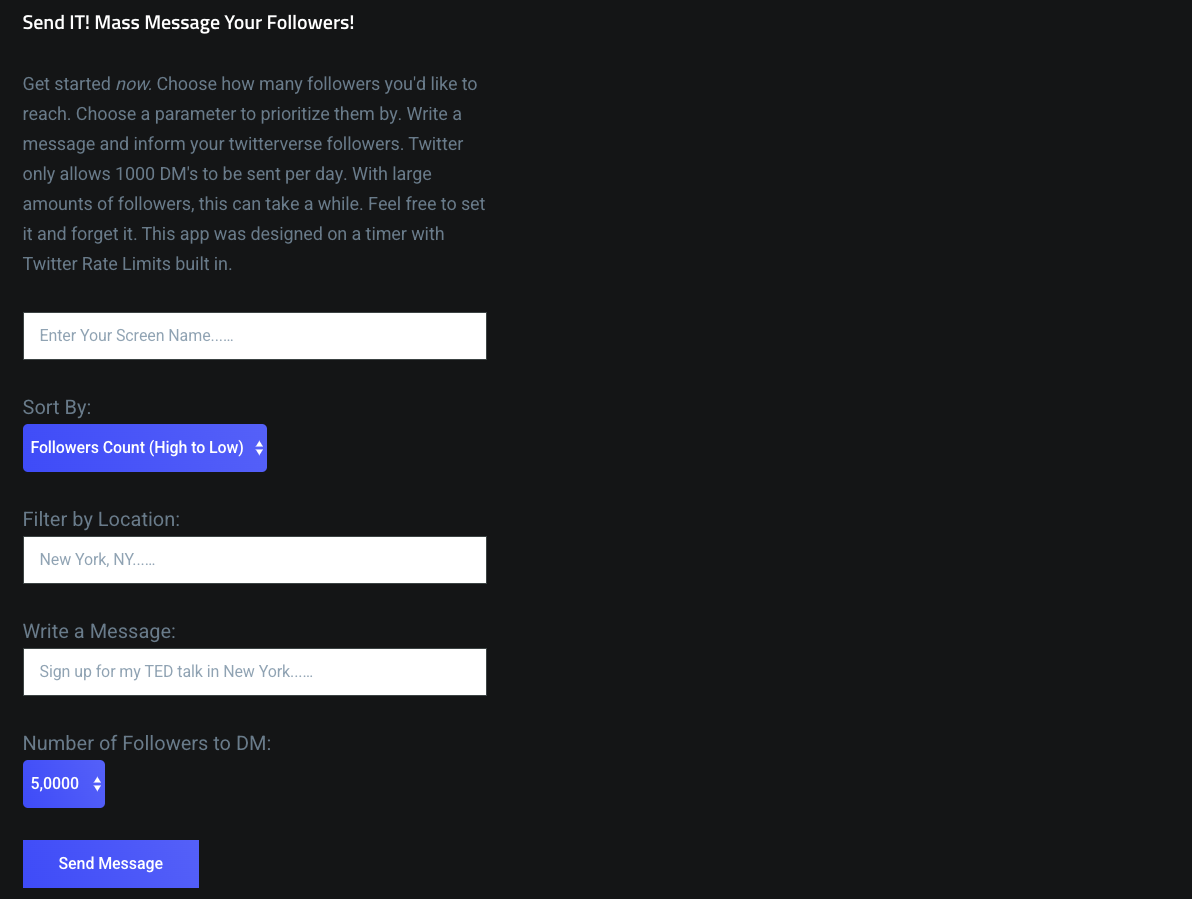 Send IT! Mass Message Your Followers!
Get started now. Choose how many followers you'd like to
reach. Choose a parameter to prioritize them by. Write a
message and inform your twitterverse followers. Twitter
only allows 1000 DM's to be sent per day. With large
amounts of followers, this can take a while. Feel free to set
it and forget it. This app was designed on a timer with
Twitter Rate Limits built in.
Enter Your Screen Name......
Sort By:
Followers Count (High to Low)
Filter by Location:
New York, NY......
Write a Message:
Sign up for my TED talk in New York......
Number of Followers to DM:
5,0000
Send Message